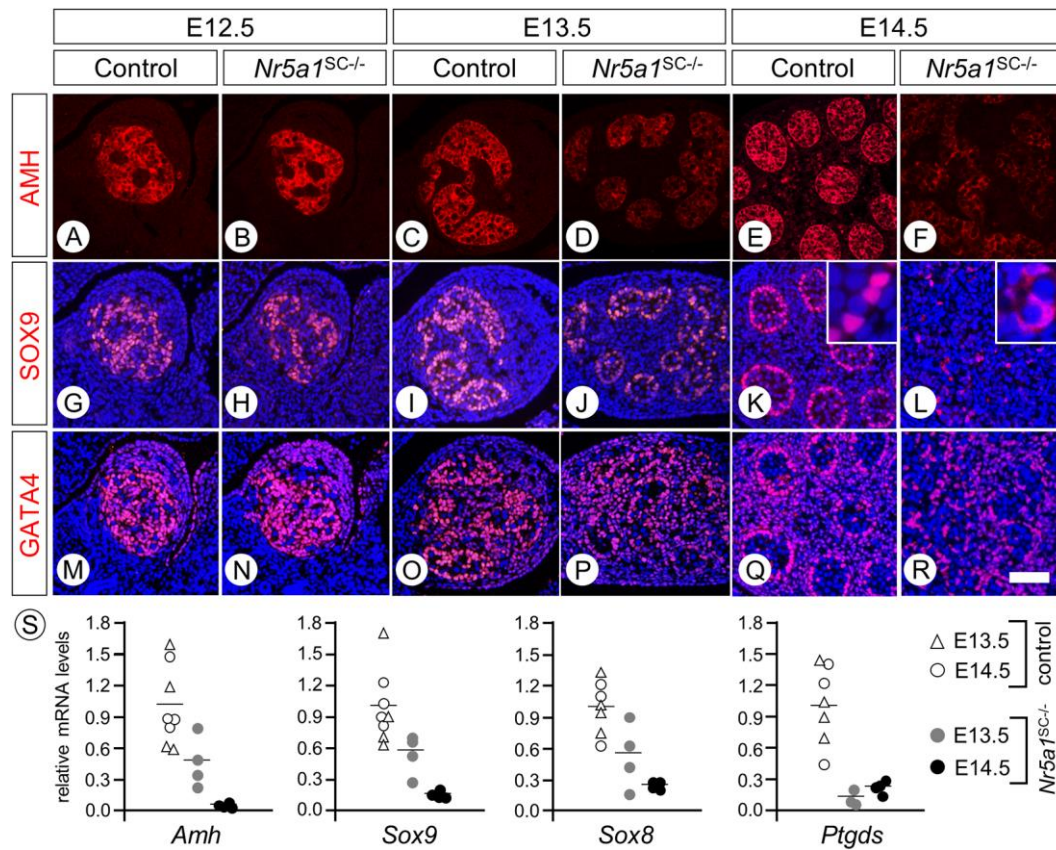 E12.5 E13.5 E14.5
Control Nr5a1SC-/- Control Nr5a1SC-/- Control Nr5a1SC-/-
AMH
A B C D E F
SOX9
G H I J K L
GATA4
M N O P Q R
S
relative mRNA levels
1.8 1.8 1.8 1.8
1.5 1.5 1.5 1.5
1.2 1.2 1.2 1.2
0.9 0.9 0.9 0.9
0.6 0.6 0.6 0.6
0.3 0.3 0.3 0.3
0.0 0.0 0.0 0.0
Amh Sox9 Sox8 Ptgds
E13.5
E14.5
control
E13.5
E14.5
Nr5a1SC-/-